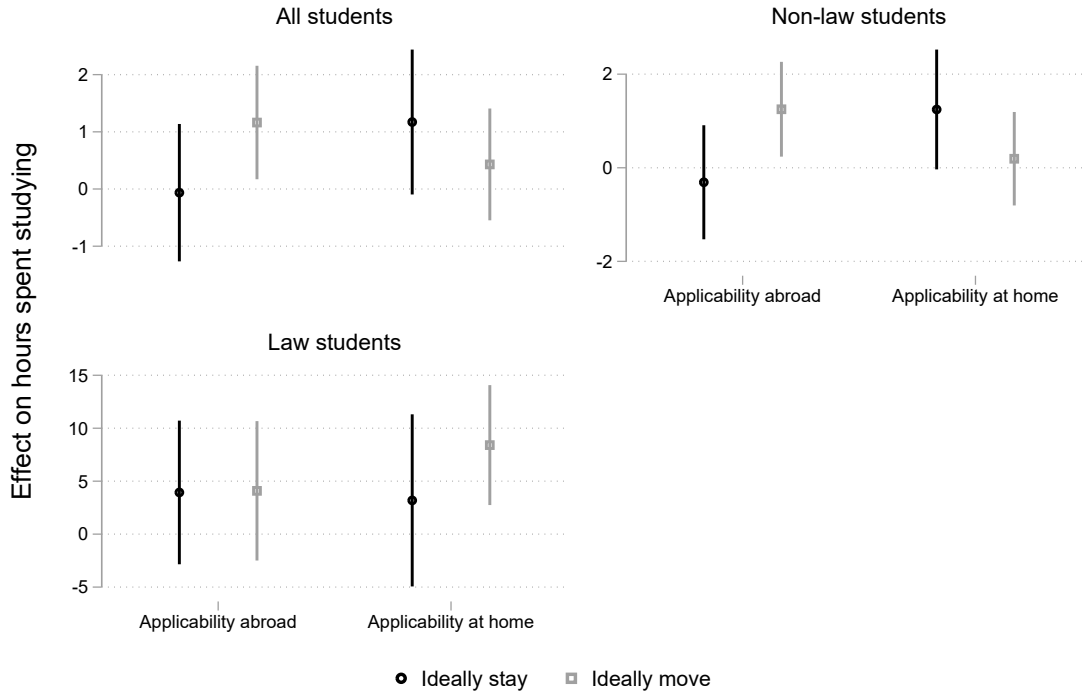 All students
Non-law students
Effect on hours spent studying
2
1
0
-1
2
0
-2
Applicability abroad
Applicability at home
Law students
15
10
5
0
-5
Applicability abroad
Applicability at home
Ideally stay
Ideally move